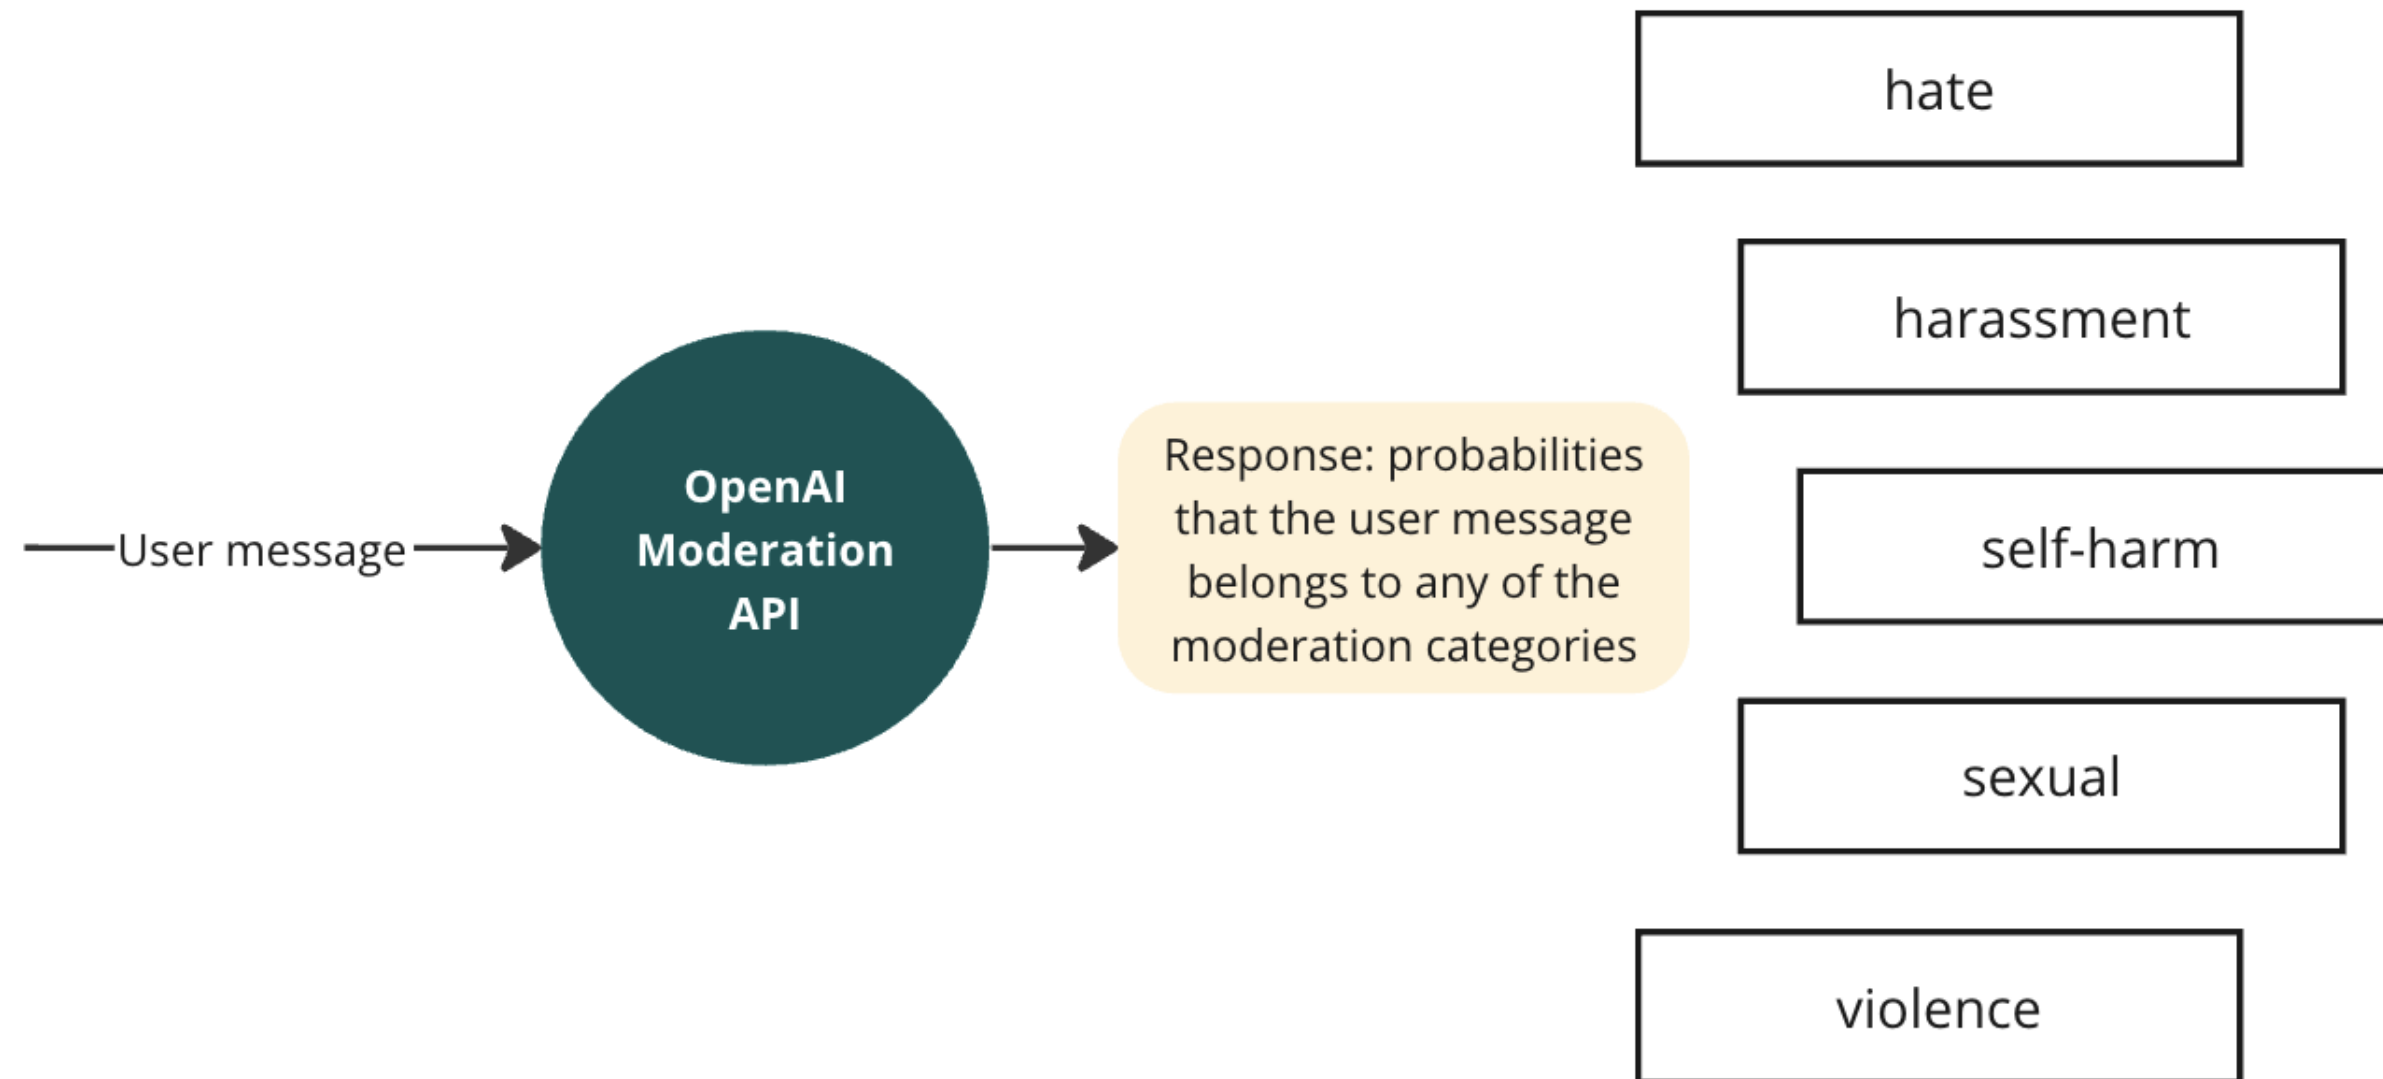 User message
OpenAI
Moderation
API
Response: probabilities
that the user message
belongs to any of the
moderation categories
hate
harassment
self-harm
sexual
violence